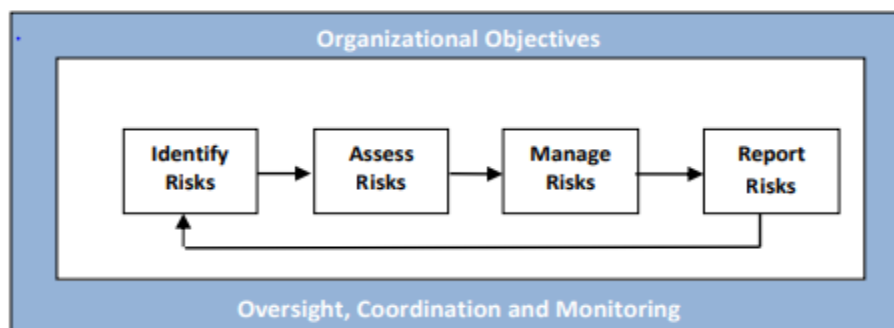 Organizational Objectives
Identify
Risks
Assess
Risks
Manage
Risks
Report
Risks
Oversight, Coordination and Monitoring